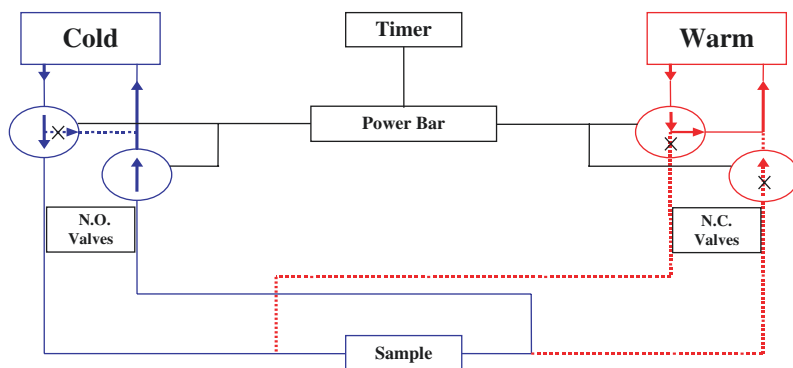 Cold
Timer
Warm
Power Bar
N.O.
Valves
N.C.
Valves
Sample